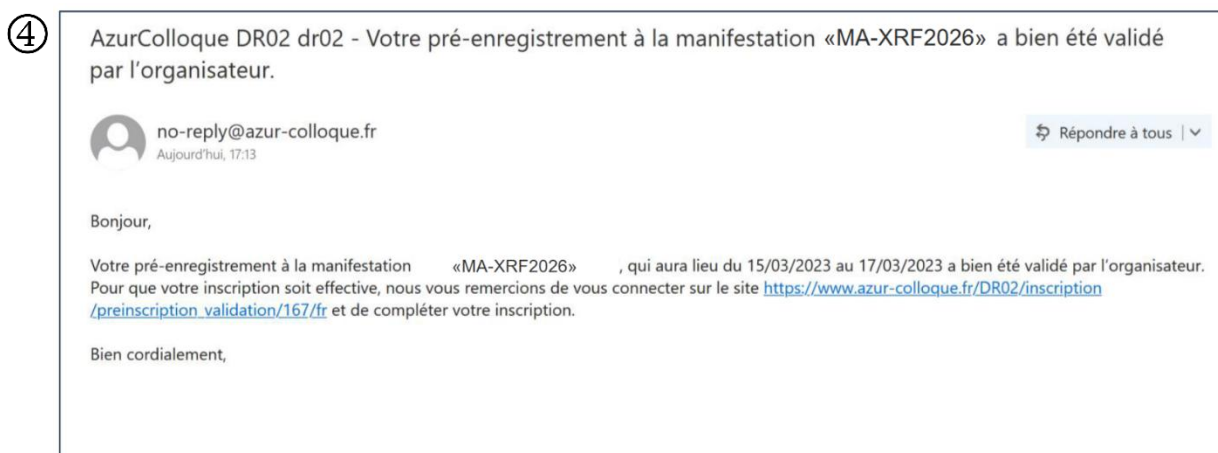 ④
AzurColloque DR02 dr02 - Votre pré-enregistrement à la manifestation «MA-XRF2026» a bien été validé
par l'organisateur.
no-reply@azur-colloque.fr
Répondre à tous
Aujourd'hui, 17:13
Bonjour,
Votre pré-enregistrement à la manifestation «MA-XRF2026» , qui aura lieu du 15/03/2023 au 17/03/2023 a bien été validé par l'organisateur.
Pour que votre inscription soit effective, nous vous remercions de vous connecter sur le site https://www.azur-colloque.fr/DR02/inscription
/preinscription_validation/167/fr et de compléter votre inscription.
Bien cordialement,